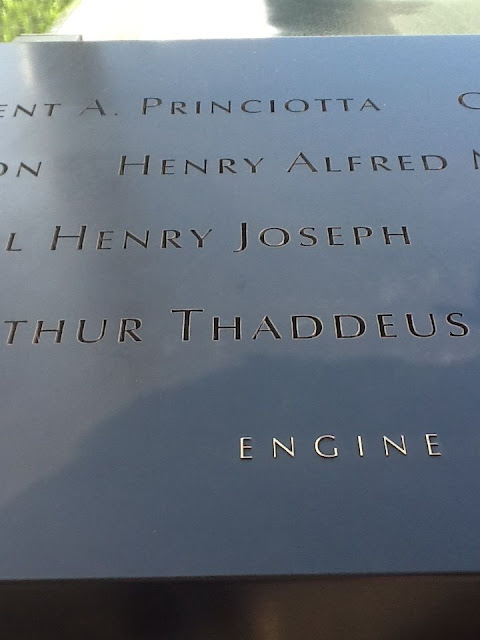 ENT A. PRINCIOTTA C
ON HENRY ALFRED
L HENRY JOSEPH
THUR THADDEUS
ENGINE